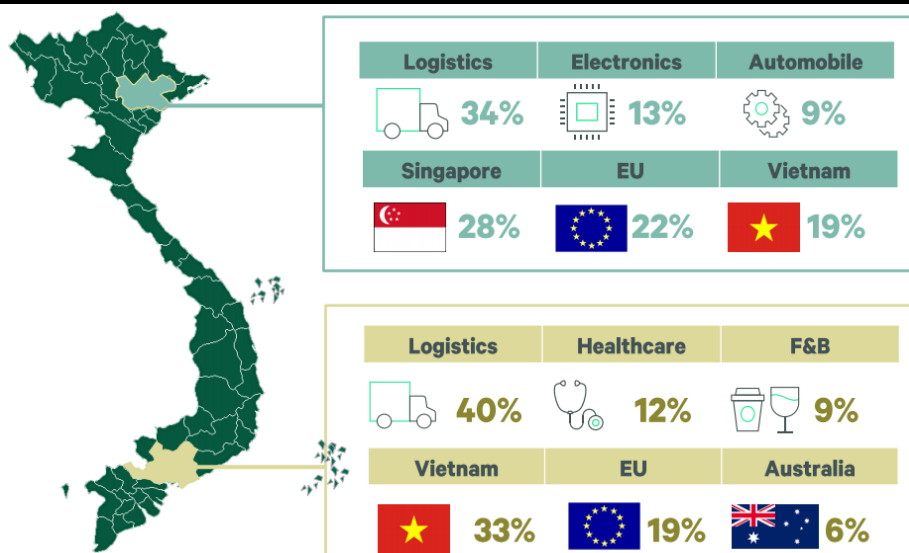 Logistics Electronics Automobile
34% 13% 9%
Singapore EU Vietnam
28% 22% 19%
Logistics Healthcare F&B
40% 12% 9%
Vietnam EU Australia
33% 19% 6%